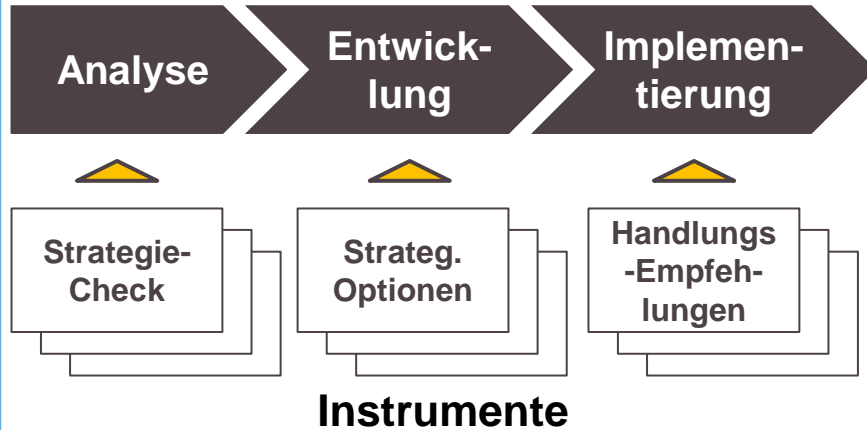 Analyse
Entwick-
lung
Implemen-
tierung
Strategie-
Check
Strateg.
Optionen
Handlungs
-Empfeh-
lungen
Instrumente